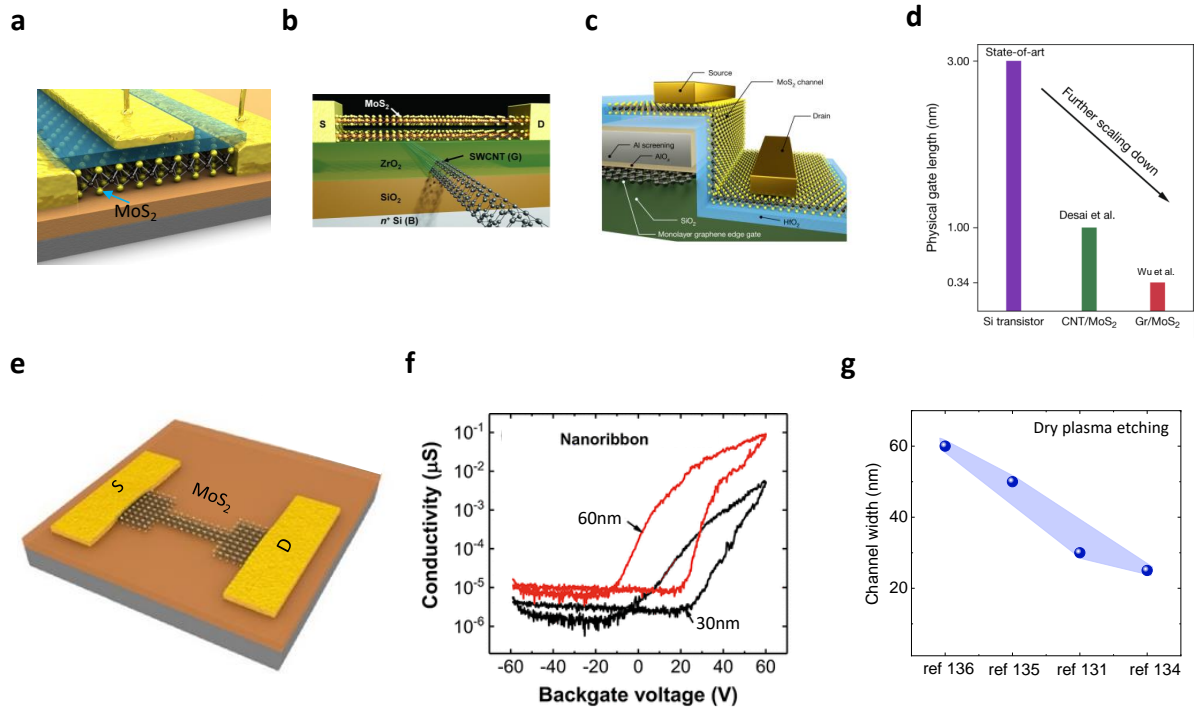 a
MoS2
b
MoS2
S
D
SWCNT (G)
ZrO2
SiO2
n+ Si (B)
c
Source
MoS2 channel
Drain
Al screening
AlOx
SiO2
HfO2
Monolayer graphene edge gate
d
State-of-art
3.00
Further scaling down
Physical gate length (nm)
Desai et al.
1.00
Wu et al.
0.34
Si transistor
CNT/MoS2
Gr/MoS2
e
S
MoS2
D
f
Nanoribbon
Conductivity (µS)
10-1
10-2
10-3
10-4
10-5
10-6
60nm
30nm
-60
-40
-20
0
20
40
60
Backgate voltage (V)
g
Dry plasma etching
Channel width (nm)
60
40
20
ref 136
ref 135
ref 131
ref 134